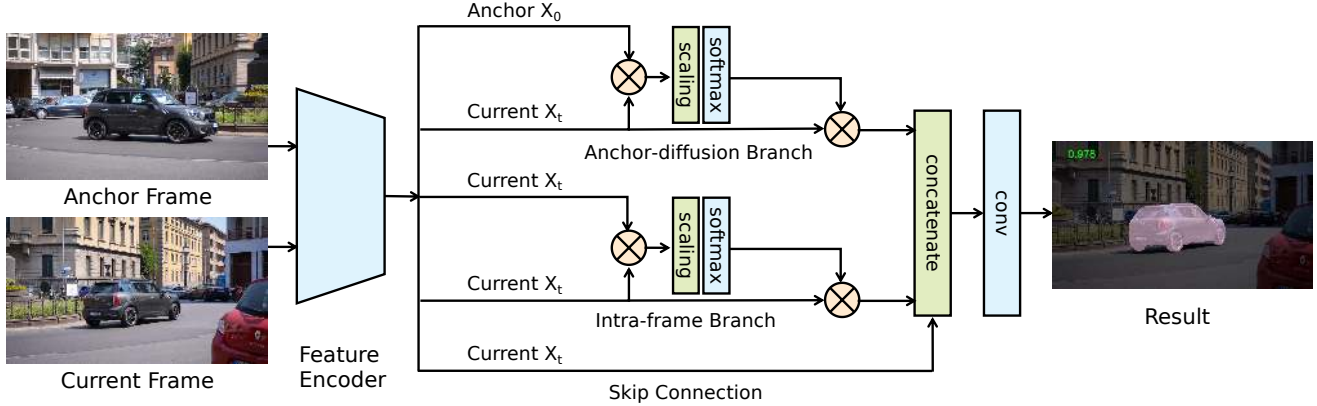 Anchor X₀
scaling
softmax
Current Xₜ
Anchor-diffusion Branch
Anchor Frame
Current Xₜ
scaling
softmax
Current Xₜ
Intra-frame Branch
Current Frame
Feature
Encoder
Current Xₜ
Skip Connection
concatenate
conv
0.975
Result